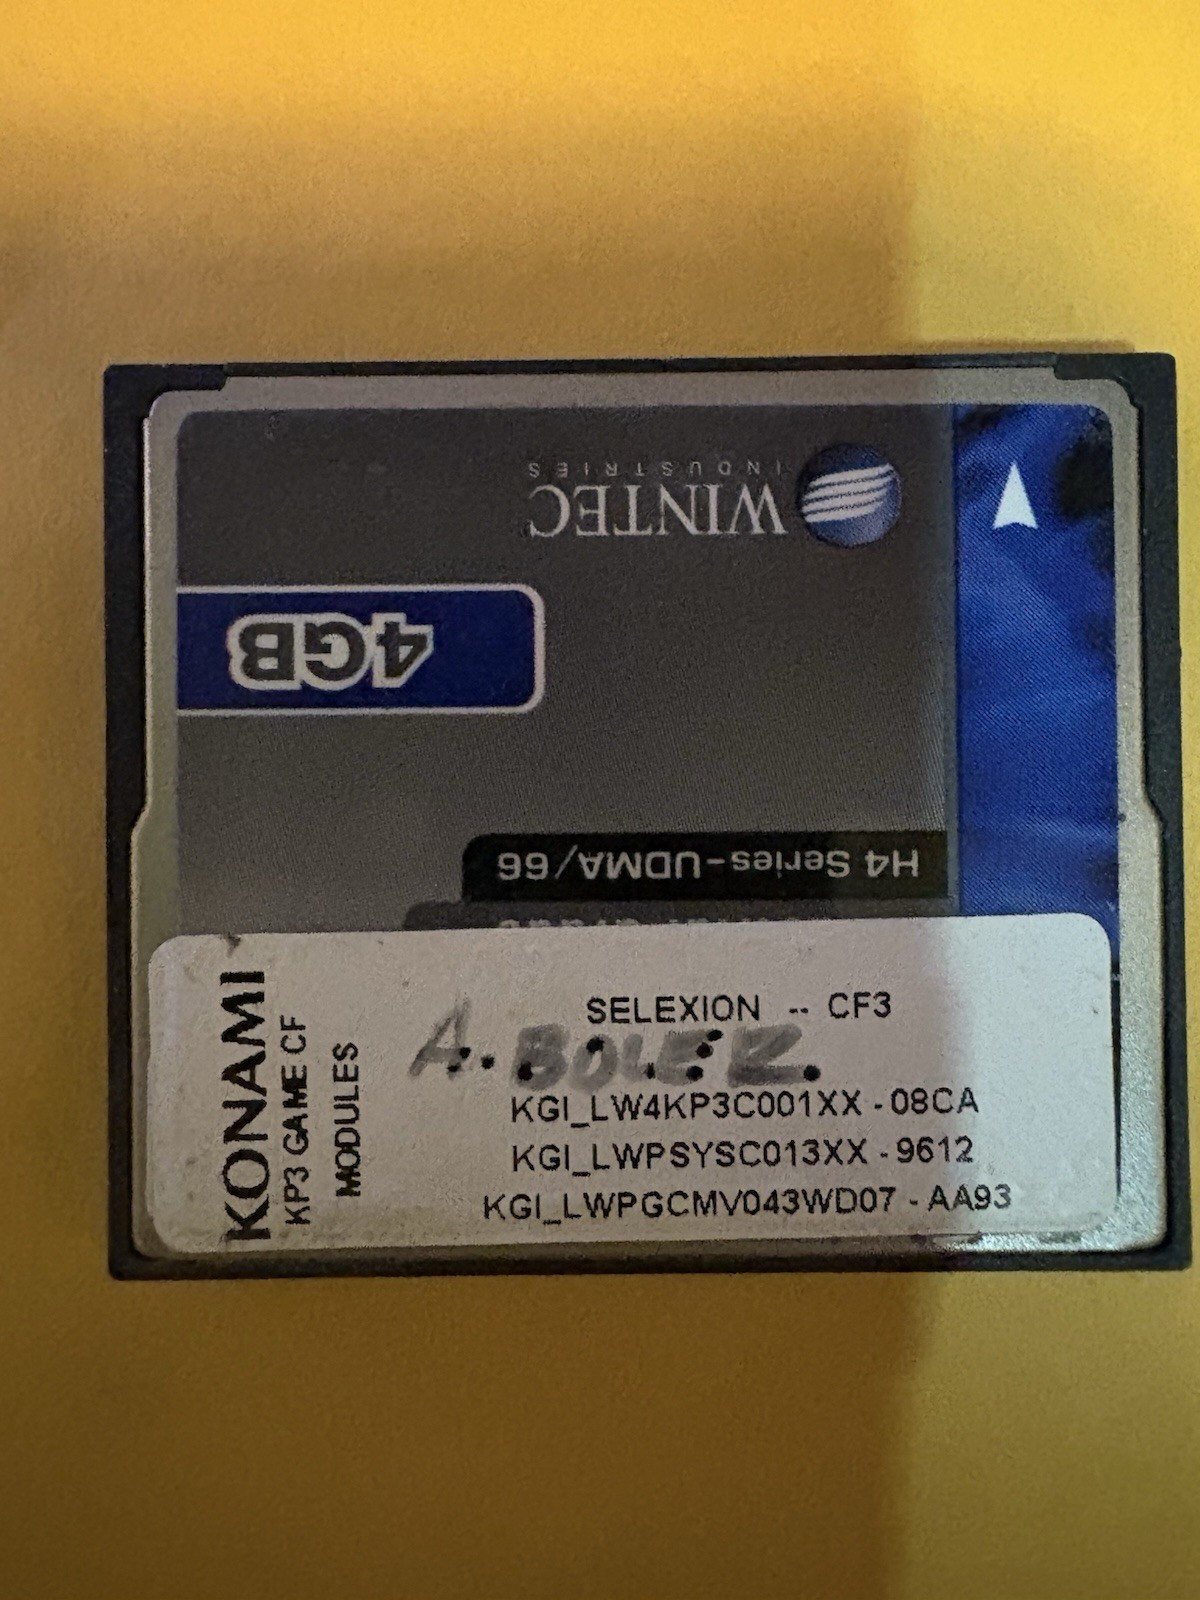 WINTEC
INDUSTRIES
4GB
H4 Series-UDMA/66
KONAMI
KP3 GAME CF
MODULES
SELEXION -- CF3
KGI_LW4KP3C001XX - 08CA
KGI_LWPSYSC013XX - 9612
KGI_LWPGCMV043WD07 - AA93